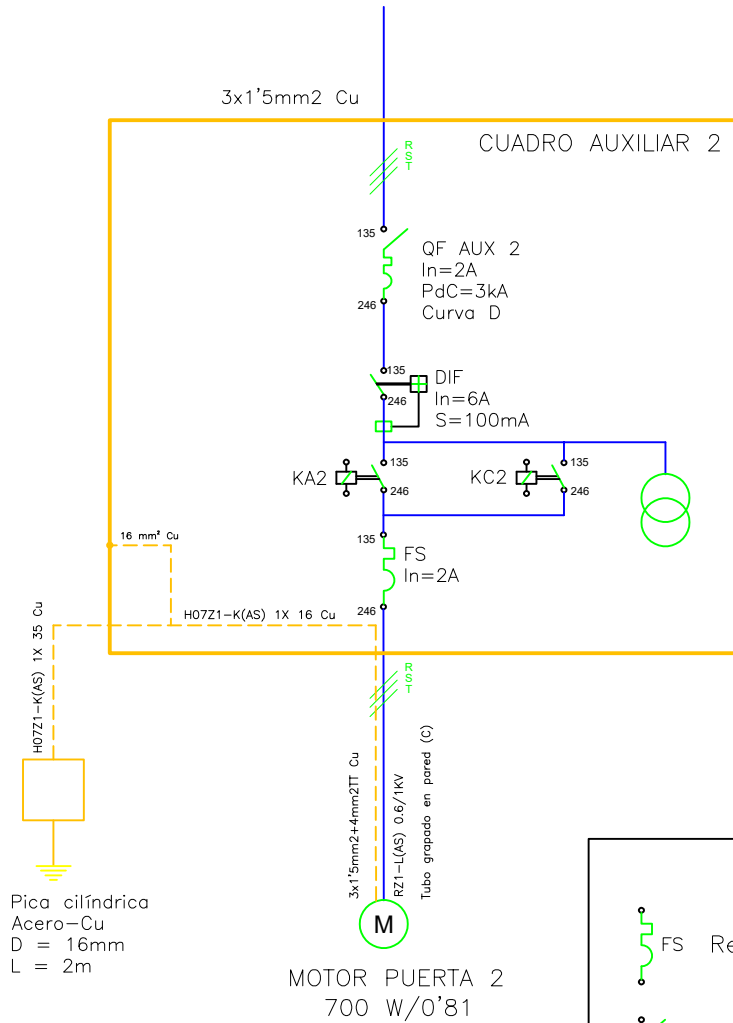 3x1'5mm2 Cu
CUADRO AUXILIAR 2
R
S
T
135
QF AUX 2
In=2A
PdC=3kA
Curva D
246
135
DIF
In=6A
S=100mA
246
KA2
135
246
KC2
135
246
135
FS
In=2A
246
16 mm² Cu
H07Z1-K(AS) 1X 16 Cu
H07Z1-K(AS) 1X 35 Cu
R
S
T
3x1'5mm2+4mm2TT Cu
RZ1-L(AS) 0.6/1KV
Tubo grapado en pared (C)
Pica cilíndrica
Acero-Cu
D = 16mm
L = 2m
M
MOTOR PUERTA 2
700 W/0'81
FS Re